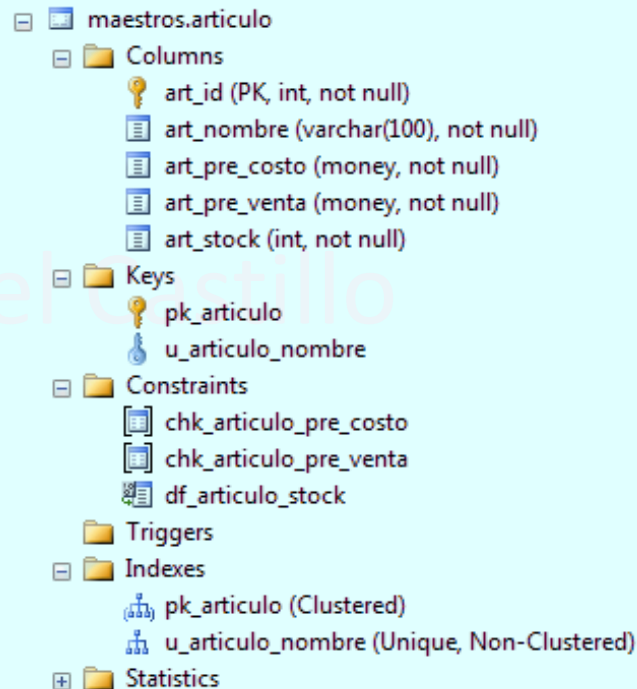 maestros.articulo
Columns
art_id (PK, int, not null)
art_nombre (varchar(100), not null)
art_pre_costo (money, not null)
art_pre_venta (money, not null)
art_stock (int, not null)
Keys
el Castillo
pk_articulo
u_articulo_nombre
Constraints
chk_articulo_pre_costo
chk_articulo_pre_venta
df_articulo_stock
Triggers
Indexes
pk_articulo (Clustered)
u_articulo_nombre (Unique, Non-Clustered)
Statistics